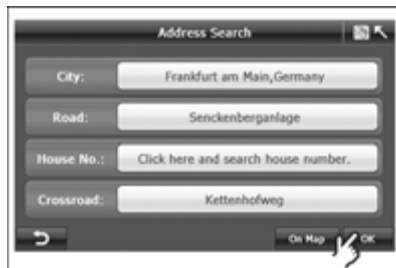 Address Search
City: Frankfurt am Main,Germany
Road: Senckenberganlage
House No.: Click here and search house number.
Crossroad: Kettenhofweg
On Map OK